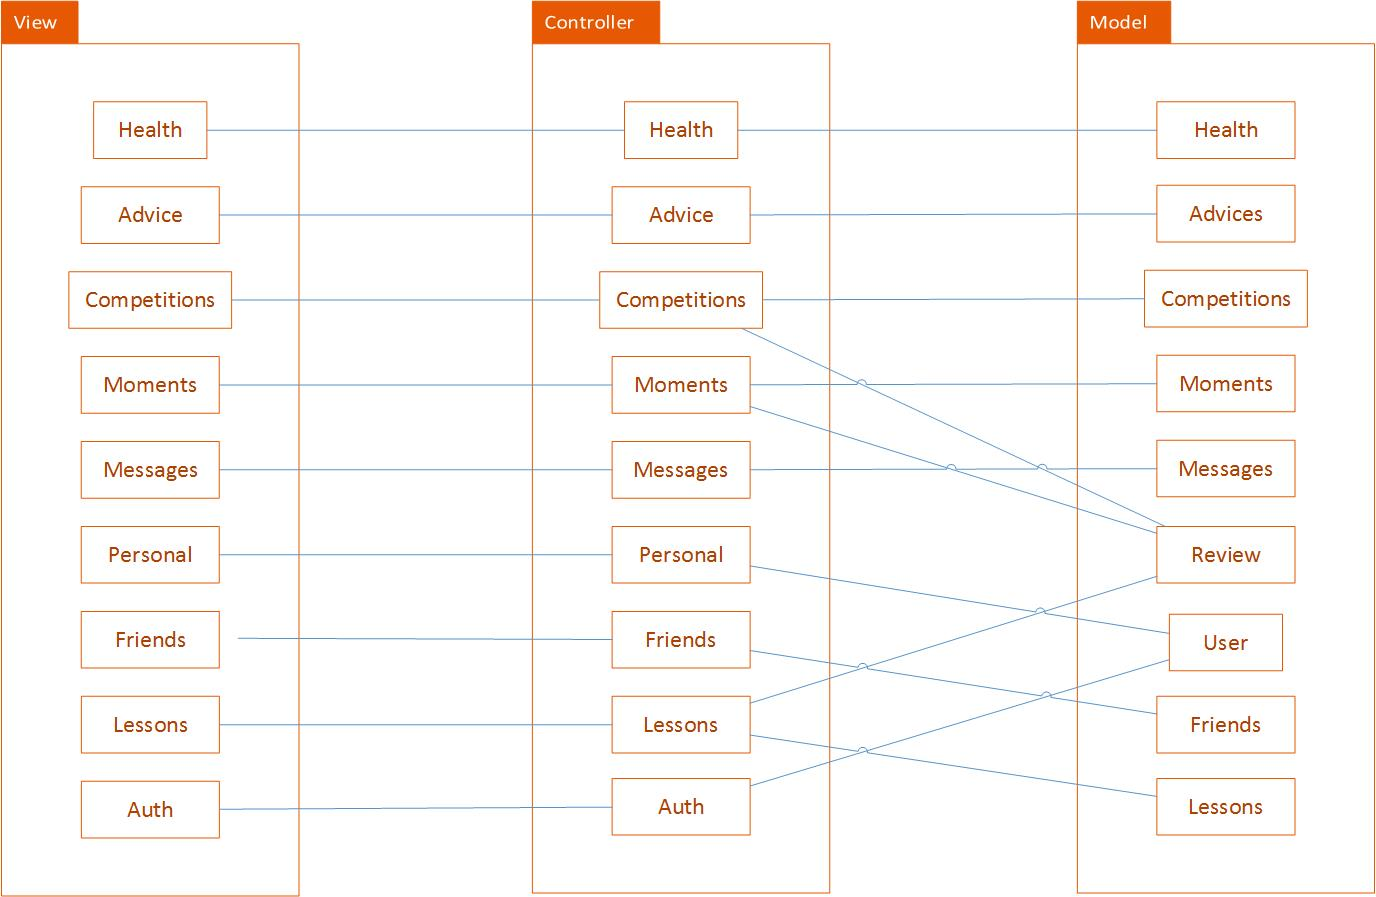 View
Health
Advice
Competitions
Moments
Messages
Personal
Friends
Lessons
Auth
Controller
Health
Advice
Competitions
Moments
Messages
Personal
Friends
Lessons
Auth
Model
Health
Advices
Competitions
Moments
Messages
Review
User
Friends
Lessons